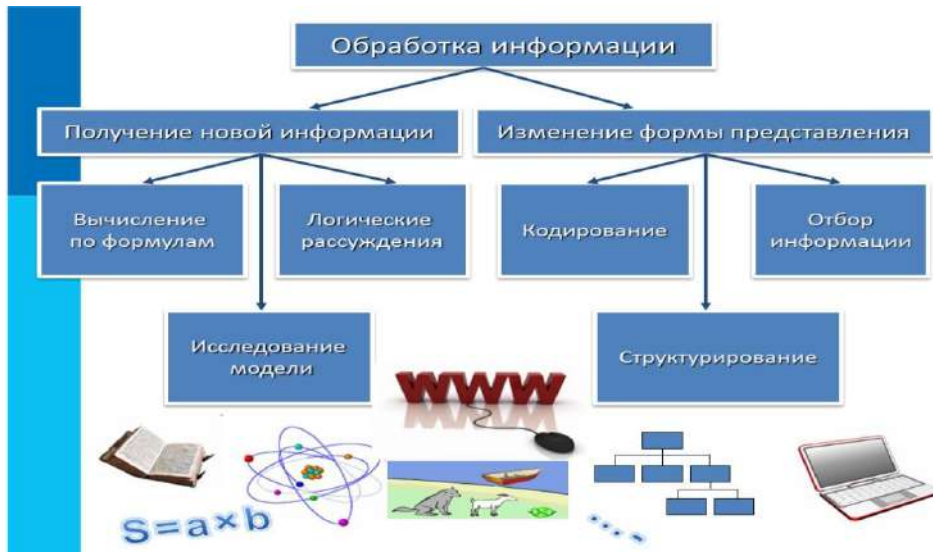 Обработка информации
Получение новой информации
Изменение формы представления
Вычисление
по формулам
Логические
рассуждения
Кодирование
Отбор
информации
Исследование
модели
Структурирование
WWW
S=a×b
...-